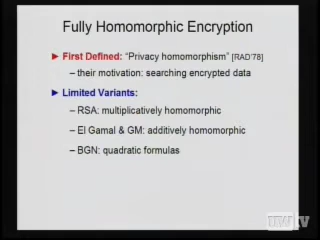 Fully Homomorphic Encryption
► First Defined: “Privacy homomorphism” [RAD'78]
– their motivation: searching encrypted data
► Limited Variants:
– RSA: multiplicatively homomorphic
– El Gamal & GM: additively homomorphic
– BGN: quadratic formulas
UWTV